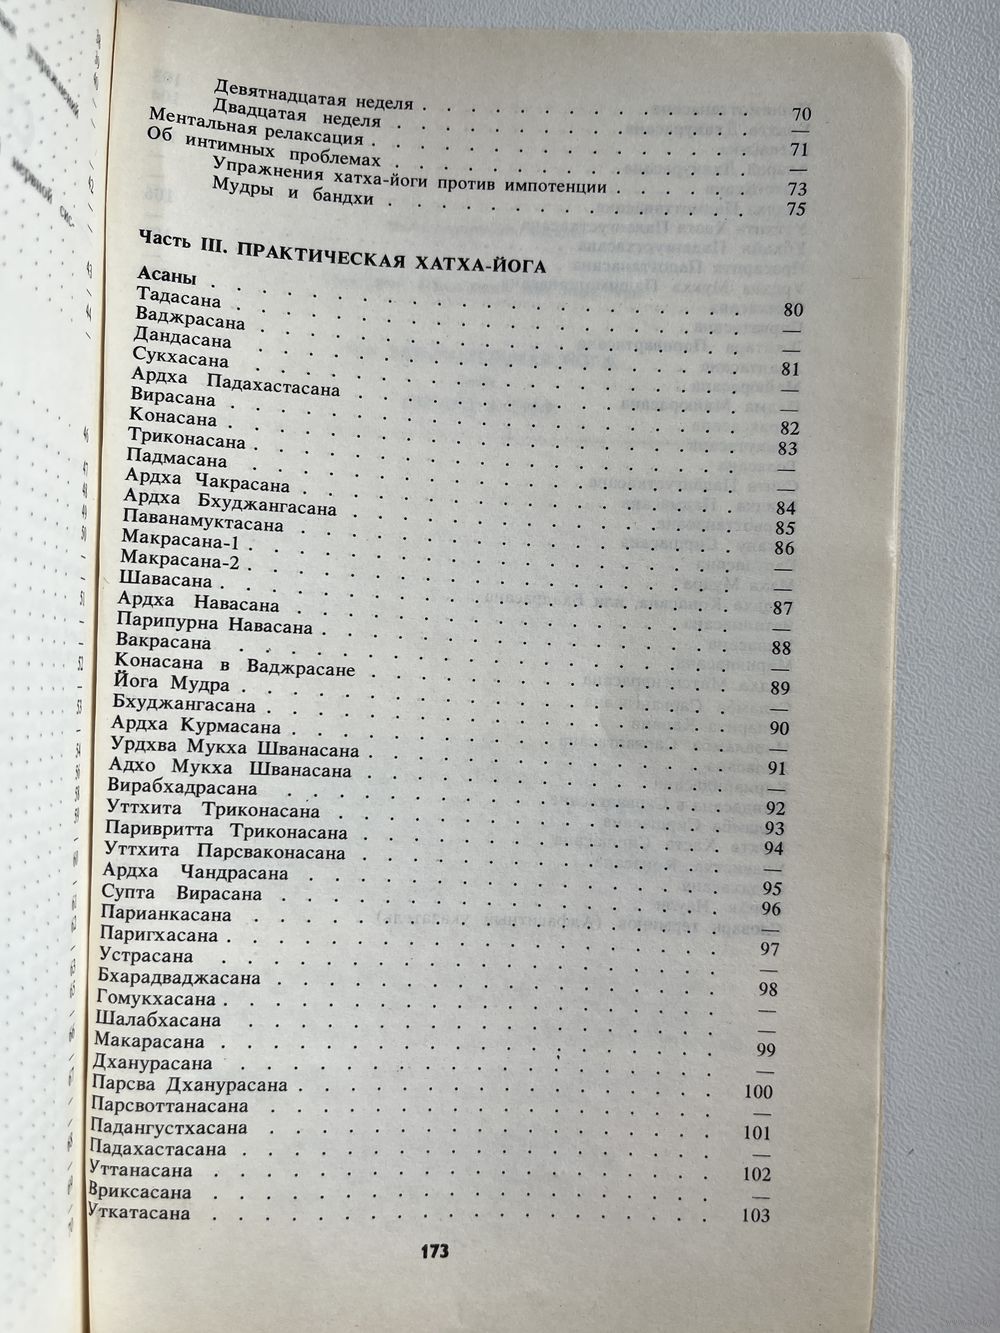 Девятнадцатая неделя . . . 70
Двадцатая неделя . . . —
Ментальная релаксация . . . 71
Об интимных проблемах . . . —
Упражнения хатха-йоги против импотенции . . . 73
Мудры и бандхи . . . 75
Часть III. ПРАКТИЧЕСКАЯ ХАТХА-ЙОГА
Асаны . . . 80
Тадасана . . . —
Ваджрасана . . . —
Дандасана . . . 81
Сукхасана . . . —
Ардха Падахастасана . . . —
Вирасана . . . 82
Конасана . . . 83
Триконасана . . . —
Падмасана . . . —
Ардха Чакрасана . . . 84
Ардха Бхуджангасана . . . 85
Паванамуктасана . . . 86
Макрасана-1 . . . —
Макрасана-2 . . . —
Шавасана . . . 87
Ардха Навасана . . . —
Парипурна Навасана . . . 88
Вакрасана . . . —
Конасана в Ваджрасане . . . 89
Йога Мудра . . . —
Бхуджангасана . . . 90
Ардха Курмасана . . . —
Урдхва Мукха Шванасана . . . 91
Адхо Мукха Шванасана . . . —
Вирабхадрасана . . . 92
Уттхита Триконасана . . . 93
Паривритта Триконасана . . . 94
Уттхита Парсваконасана . . . —
Ардха Чандрасана . . . 95
Супта Вирасана . . . 96
Парианкасана . . . —
Паригхасана . . . 97
Устрасана . . . —
Бхарадваджасана . . . 98
Гомукхасана . . . —
Шалабхасана . . . —
Макарасана . . . 99
Дханурасана . . . —
Парсва Дханурасана . . . 100
Парсвоттанасана . . . —
Падангустхасана . . . 101
Падахастасана . . . —
Уттанасана . . . 102
Вриксасана . . . —
Уткатасана . . . 103
173